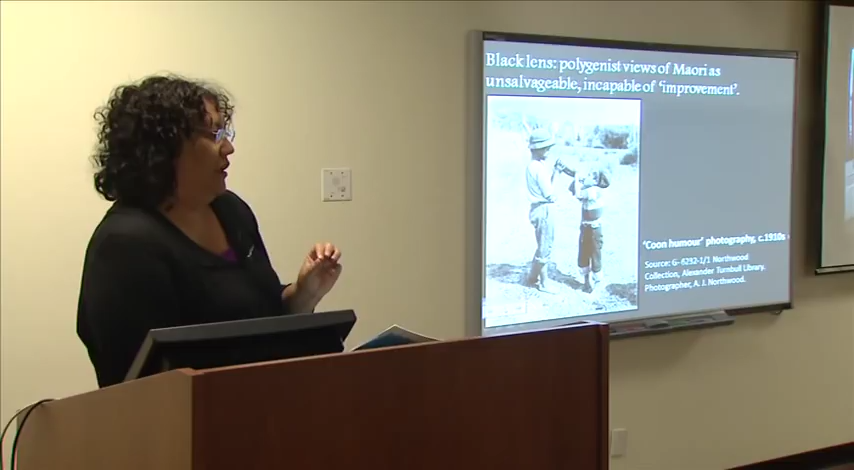 Black lens: polygenist views of Maori as
unsalvageable, incapable of ‘improvement’.
‘Coon humour’ photography, c.1910s
Source: G- 6232-1/1 Northwood
Collection, Alexander Turnbull Library.
Photographer, A. J. Northwood.